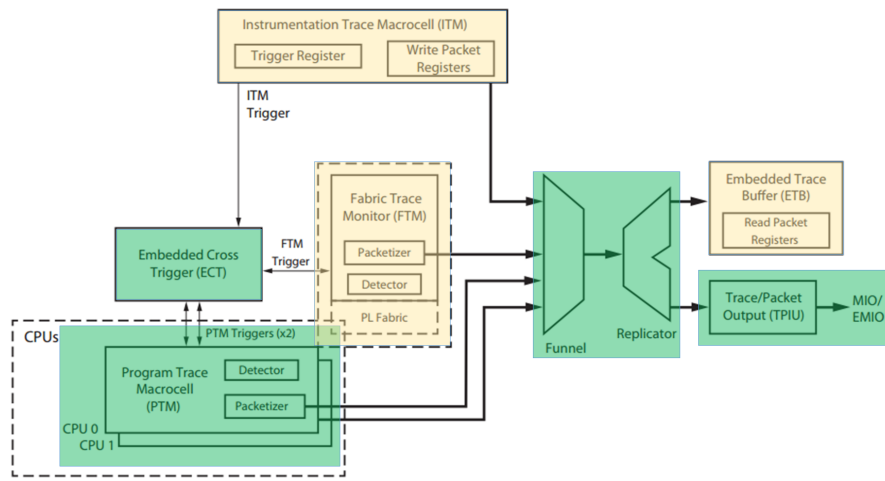 Instrumentation Trace Macrocell (ITM)
Trigger Register
Write Packet
Registers
ITM
Trigger
Fabric Trace
Monitor (FTM)
Packetizer
Detector
PL Fabric
Embedded Cross
Trigger (ECT)
FTM
Trigger
PTM Triggers (x2)
CPUs
Program Trace
Macrocell
(PTM)
Detector
Packetizer
CPU 0
CPU 1
Funnel
Replicator
Embedded Trace
Buffer (ETB)
Read Packet
Registers
Trace/Packet
Output (TPIU)
MIO/
EMIO